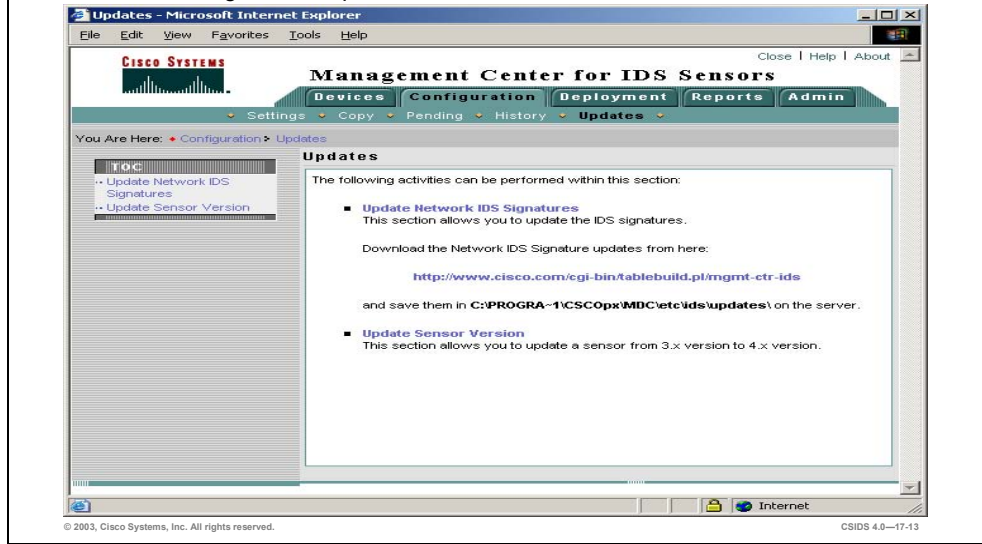 Updates - Microsoft Internet Explorer
File Edit View Favorites Tools Help
Close | Help | About
CISCO SYSTEMS
Management Center for IDS Sensors
Devices Configuration Deployment Reports Admin
Settings Copy Pending History Updates
You Are Here: Configuration > Updates
TOC
Update Network IDS
Signatures
Update Sensor Version
Updates
The following activities can be performed within this section:
Update Network IDS Signatures
This section allows you to update the IDS signatures.
Download the Network IDS Signature updates from here:
http://www.cisco.com/cgi-bin/tablebuild.pl/mgmt-ctr-ids
and save them in C:\PROGRA~1\CSCOpx\MDC\etc\ids\updates\ on the server.
Update Sensor Version
This section allows you to update a sensor from 3.x version to 4.x version.
Internet
© 2003, Cisco Systems, Inc. All rights reserved.
CSIDS 4.0—17-13